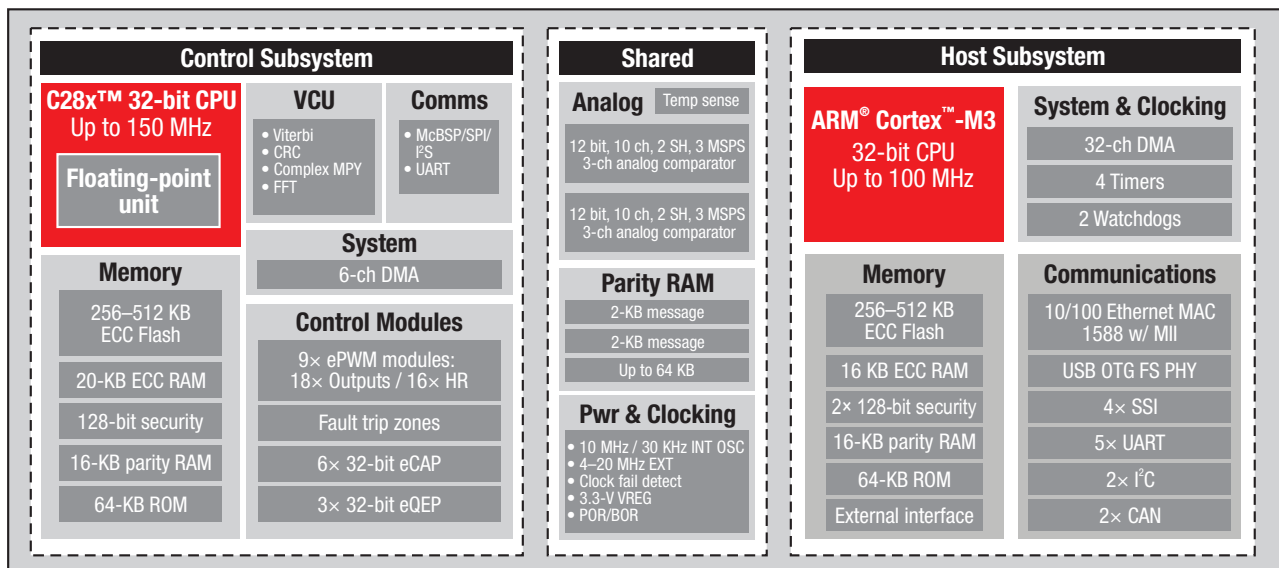 Control Subsystem
C28x™ 32-bit CPU
Up to 150 MHz
Floating-point
unit
VCU
• Viterbi
• CRC
• Complex MPY
• FFT
Comms
• McBSP/SPI/
I²S
• UART
System
6-ch DMA
Memory
256–512 KB
ECC Flash
20-KB ECC RAM
128-bit security
16-KB parity RAM
64-KB ROM
Control Modules
9× ePWM modules:
18× Outputs / 16× HR
Fault trip zones
6× 32-bit eCAP
3× 32-bit eQEP
Shared
Analog
Temp sense
12 bit, 10 ch, 2 SH, 3 MSPS
3-ch analog comparator
12 bit, 10 ch, 2 SH, 3 MSPS
3-ch analog comparator
Parity RAM
2-KB message
2-KB message
Up to 64 KB
Pwr & Clocking
• 10 MHz / 30 KHz INT OSC
• 4–20 MHz EXT
• Clock fail detect
• 3.3-V VREG
• POR/BOR
Host Subsystem
ARM® Cortex™-M3
32-bit CPU
Up to 100 MHz
System & Clocking
32-ch DMA
4 Timers
2 Watchdogs
Memory
256–512 KB
ECC Flash
16 KB ECC RAM
2× 128-bit security
16-KB parity RAM
64-KB ROM
External interface
Communications
10/100 Ethernet MAC
1588 w/ MII
USB OTG FS PHY
4× SSI
5× UART
2× I²C
2× CAN